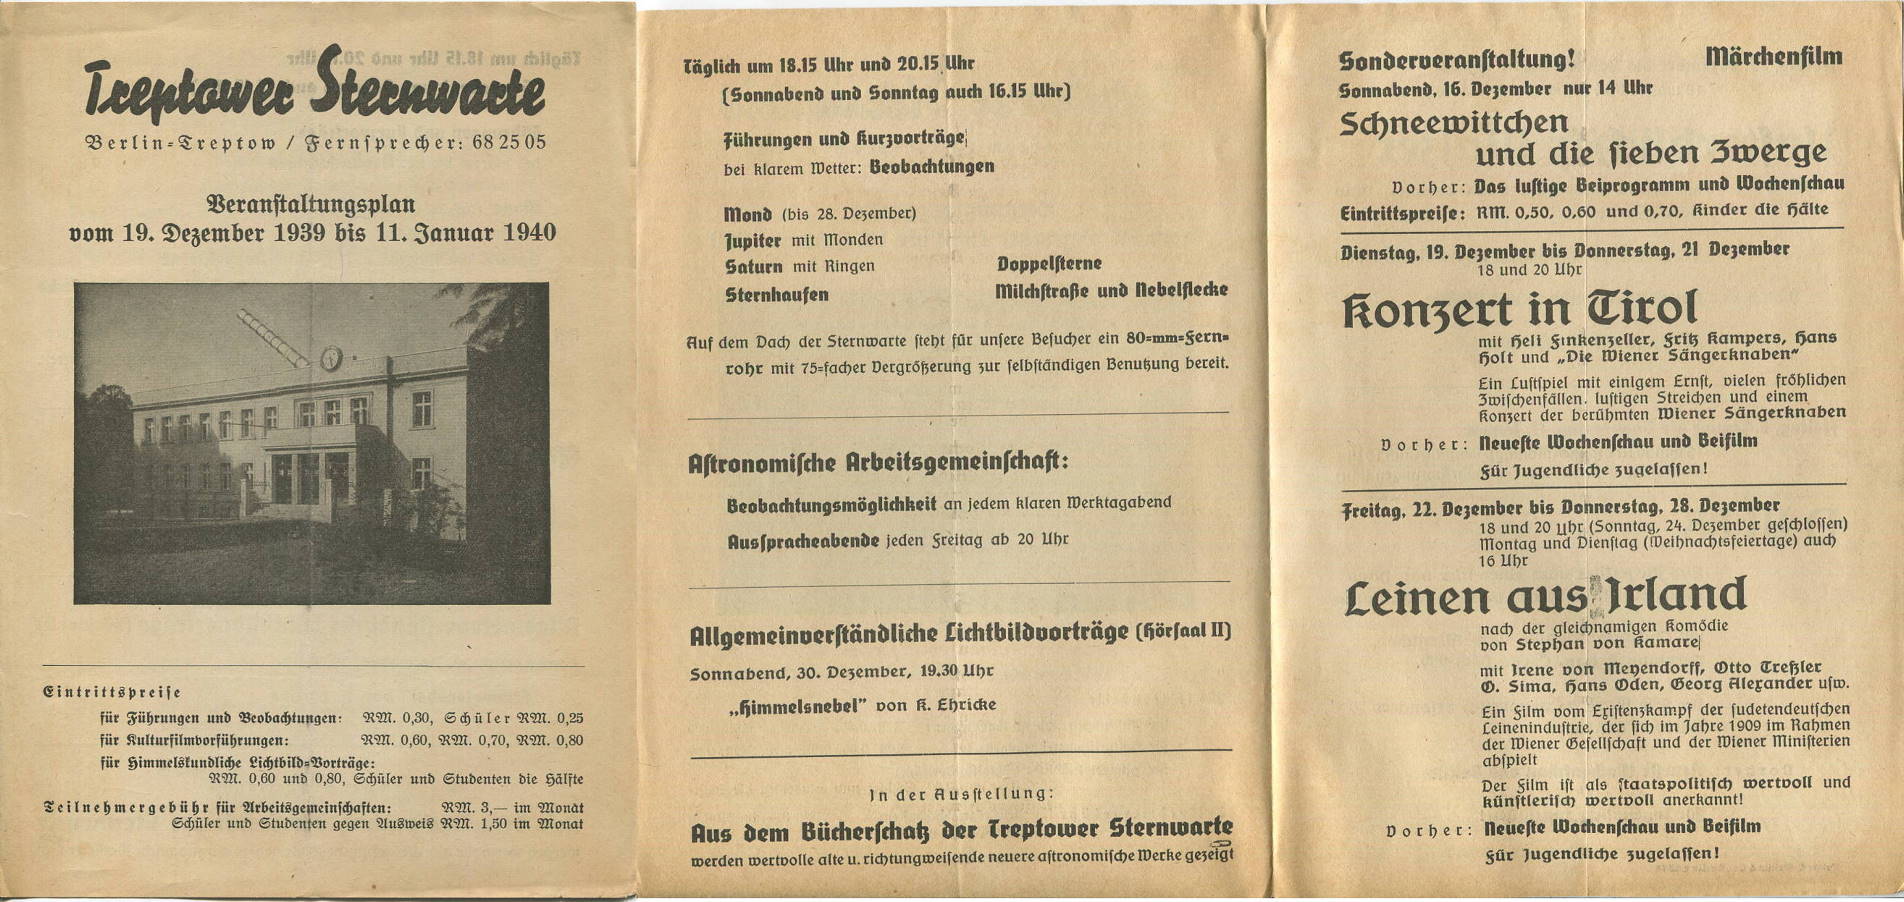 Treptower Sternwarte
Berlin-Treptow / Fernsprecher: 68 25 05
Veranstaltungsplan
vom 19. Dezember 1939 bis 11. Januar 1940
Eintrittspreise
für Führungen und Beobachtungen: RM. 0,30, Schüler RM. 0,25
für Kulturfilmvorführungen: RM. 0,60, RM. 0,70, RM. 0,80
für Himmelskundliche Lichtbild-Vorträge:
RM. 0,60 und 0,80, Schüler und Studenten die Hälfte
Teilnehmergebühr für Arbeitsgemeinschaften: RM. 3,— im Monat
Schüler und Studenten gegen Ausweis RM. 1,50 im Monat
Täglich um 18.15 Uhr und 20.15 Uhr
(Sonnabend und Sonntag auch 16.15 Uhr)
Führungen und Kurzvorträge
bei klarem Wetter: Beobachtungen
Mond (bis 28. Dezember)
Jupiter mit Monden
Saturn mit Ringen Doppelsterne
Sternhaufen Milchstraße und Nebelflecke
Auf dem Dach der Sternwarte steht für unsere Besucher ein 80-mm-Fern-
rohr mit 75-facher Vergrößerung zur selbständigen Benutzung bereit.
Astronomische Arbeitsgemeinschaft:
Beobachtungsmöglichkeit an jedem klaren Werktagabend
Ausspracheabende jeden Freitag ab 20 Uhr
Allgemeinverständliche Lichtbildvorträge (Hörsaal II)
Sonnabend, 30. Dezember, 19.30 Uhr
„Himmelsnebel" von K. Ehricke
In der Ausstellung:
Aus dem Bücherschatz der Treptower Sternwarte
werden wertvolle alte u. richtungweisende neuere astronomische Werke gezeigt
Sonderveranstaltung! Märchenfilm
Sonnabend, 16. Dezember nur 14 Uhr
Schneewittchen
und die sieben Zwerge
Vorher: Das lustige Beiprogramm und Wochenschau
Eintrittspreise: RM. 0,50, 0,60 und 0,70, Kinder die Hälte
Dienstag, 19. Dezember bis Donnerstag, 21 Dezember
18 und 20 Uhr
Konzert in Tirol
mit Heli Finkenzeller, Fritz Kampers, Hans
Holt und „Die Wiener Sängerknaben"
Ein Lustspiel mit einigem Ernst, vielen fröhlichen
Zwischenfällen. lustigen Streichen und einem
Konzert der berühmten Wiener Sängerknaben
Vorher: Neueste Wochenschau und Beifilm
Für Jugendliche zugelassen!
Freitag, 22. Dezember bis Donnerstag, 28. Dezember
18 und 20 Uhr (Sonntag, 24. Dezember geschlossen)
Montag und Dienstag (Weihnachtsfeiertage) auch
16 Uhr
Leinen aus Irland
nach der gleichnamigen Komödie
von Stephan von Kamare
mit Irene von Meyendorff, Otto Treßler
O. Sima, Hans Oden, Georg Alexander usw.
Ein Film vom Existenzkampf der sudetendeutschen
Leinenindustrie, der sich im Jahre 1909 im Rahmen
der Wiener Gesellschaft und der Wiener Ministerien
abspielt
Der Film ist als staatspolitisch wertvoll und
künstlerisch wertvoll anerkannt!
Vorher: Neueste Wochenschau und Beifilm
Für Jugendliche zugelassen!